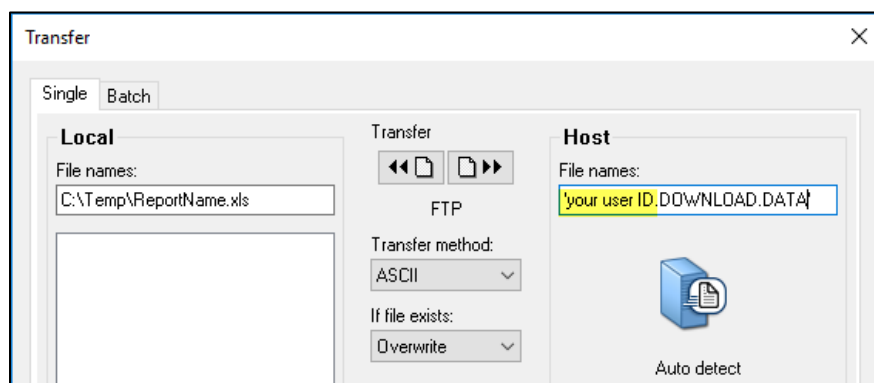 Transfer
Single Batch
Local
File names:
C:\Temp\ReportName.xls
Transfer
FTP
Transfer method:
ASCII
If file exists:
Overwrite
Host
File names:
'your user ID.DOWNLOAD.DATA'
Auto detect